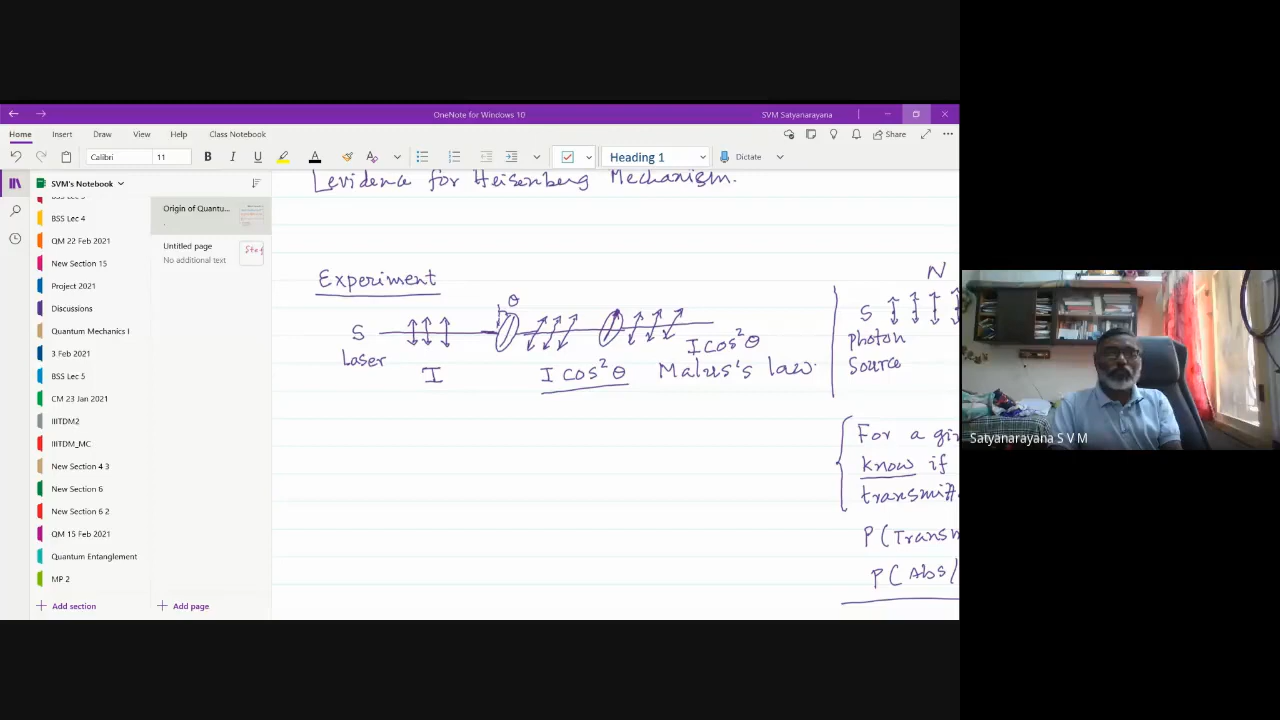 OneNote for Windows 10
SVM Satyanarayana
Home Insert Draw View Help Class Notebook
Share
Calibri 11 B I U A Heading 1 Dictate
SVM's Notebook
BSS Lec 4
QM 22 Feb 2021
New Section 15
Project 2021
Discussions
Quantum Mechanics I
3 Feb 2021
BSS Lec 5
CM 23 Jan 2021
IIITDM2
IIITDM_MC
New Section 4 3
New Section 6
New Section 6 2
QM 15 Feb 2021
Quantum Entanglement
MP 2
Add section
Origin of Quantu...
Untitled page
No additional text
Add page
evidence for Heisenberg Mechanism.
Experiment
θ
S
Laser
I
I cos²θ
I cos²θ
Malus's law.
N
S
photon
source
For a gi
know if
transmitt
P(Transm
P(Abs/
Satyanarayana S V M